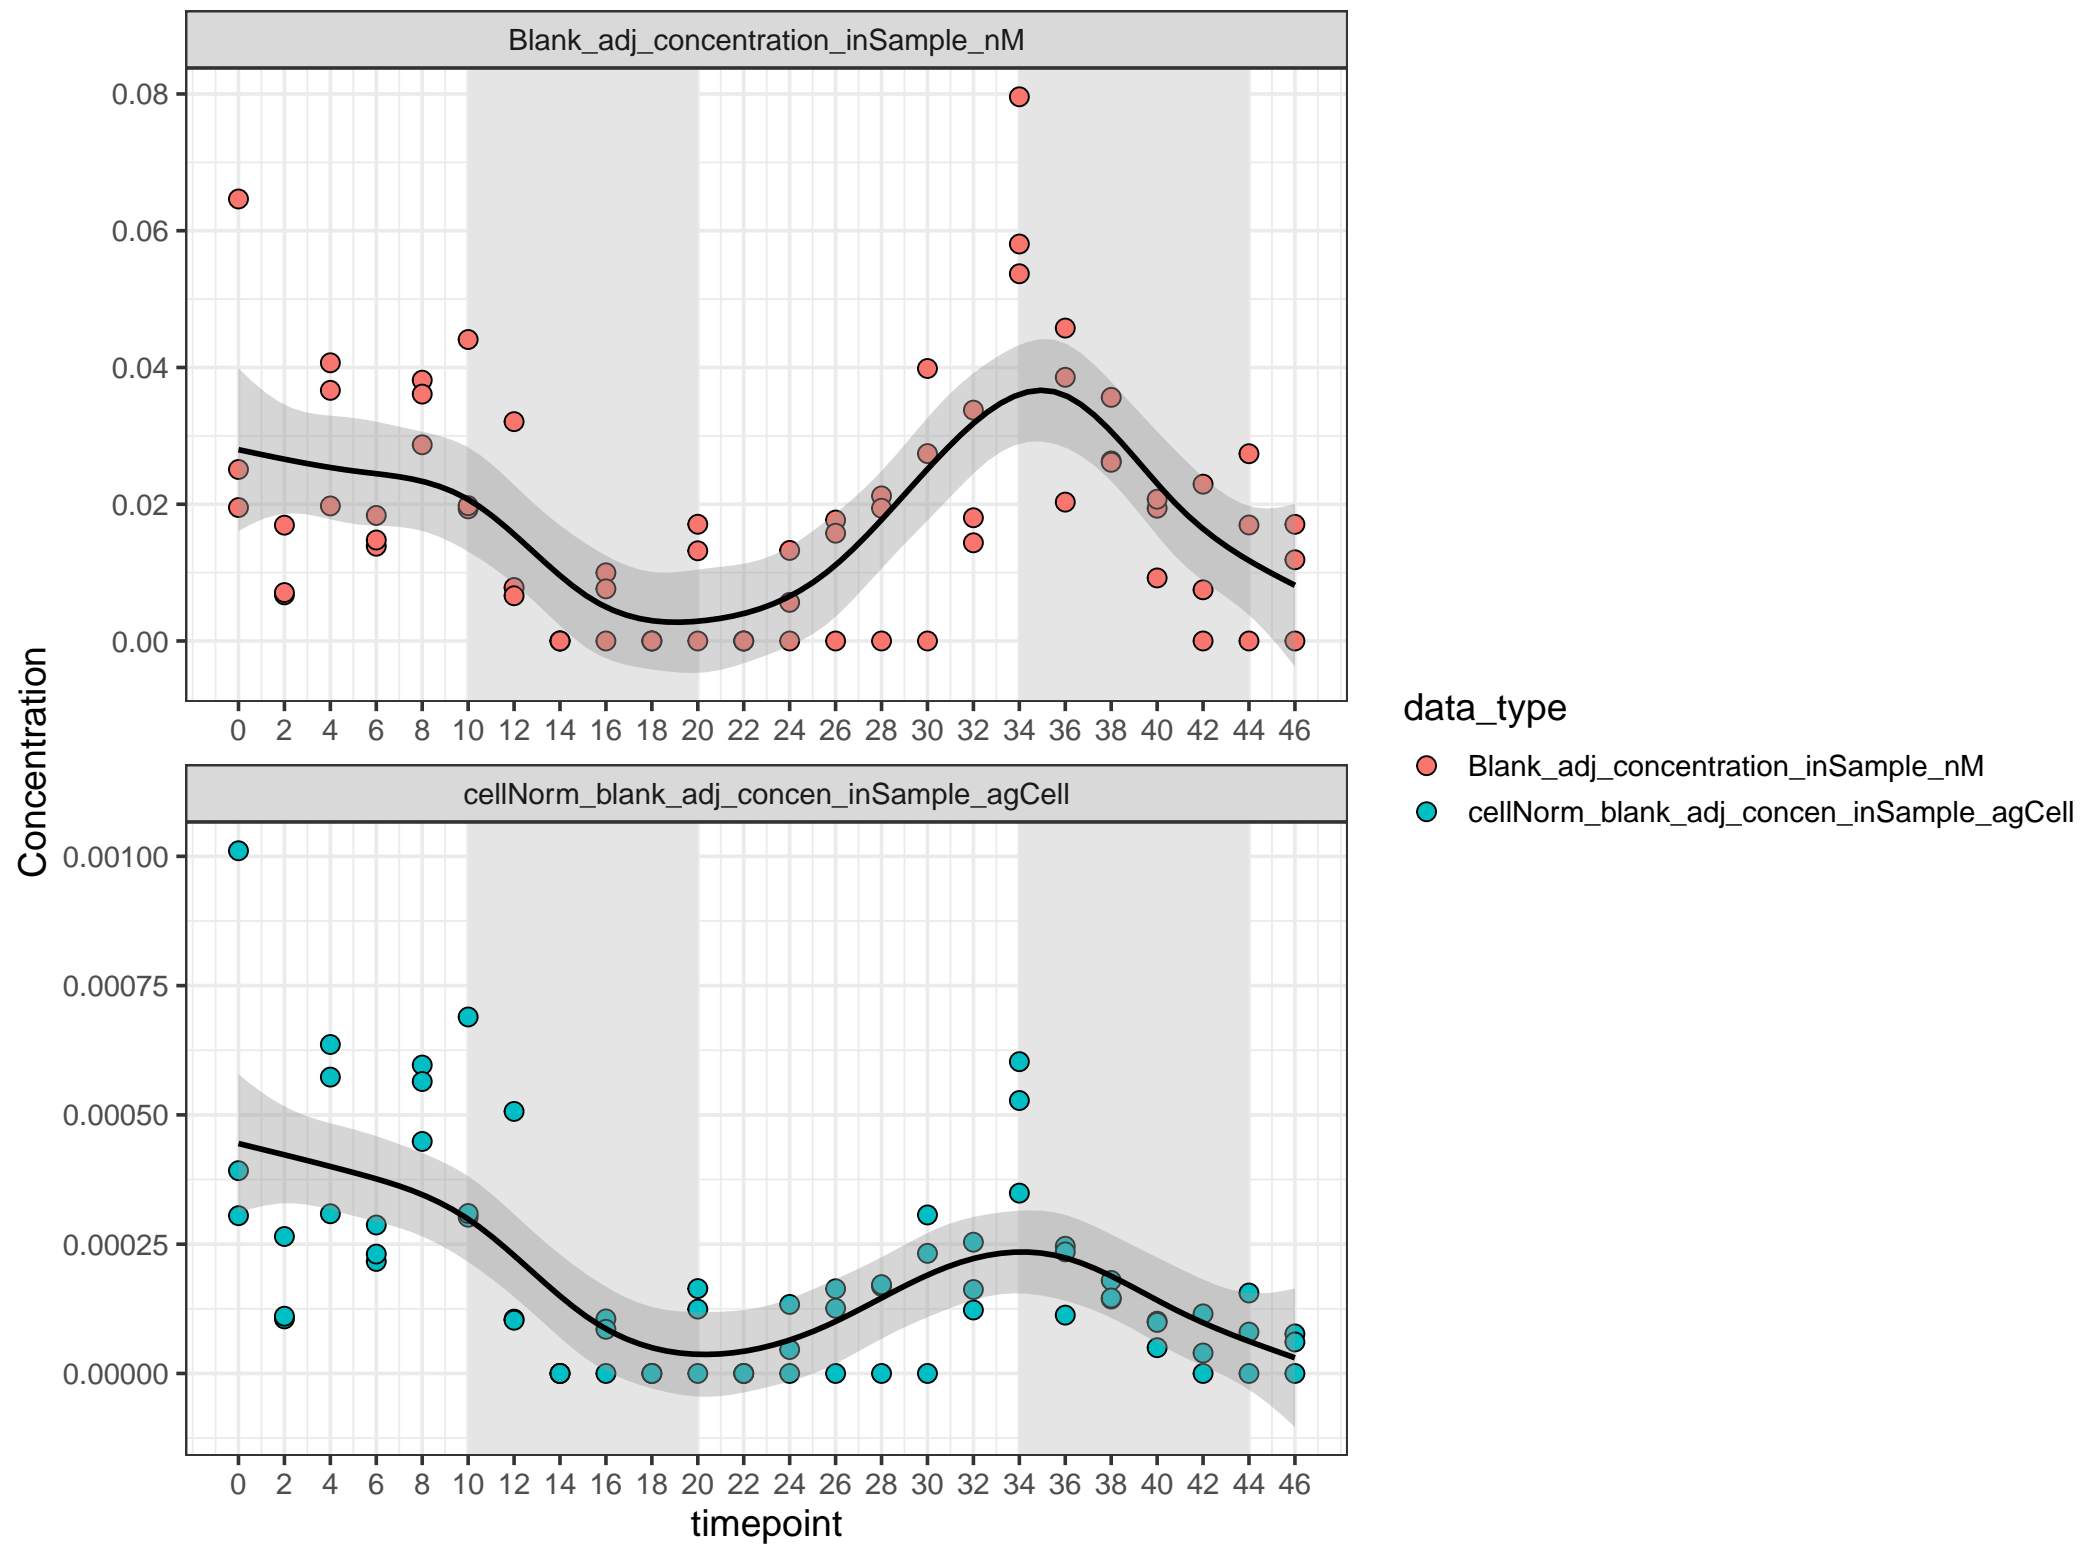 Blank_adj_concentration_inSample_nM
0.08
0.06
0.04
0.02
0.00
0 2 4 6 8 10 12 14 16 18 20 22 24 26 28 30 32 34 36 38 40 42 44 46
cellNorm_blank_adj_concen_inSample_agCell
0.00100
0.00075
0.00050
0.00025
0.00000
0 2 4 6 8 10 12 14 16 18 20 22 24 26 28 30 32 34 36 38 40 42 44 46
timepoint
Concentration
data_type
Blank_adj_concentration_inSample_nM
cellNorm_blank_adj_concen_inSample_agCell